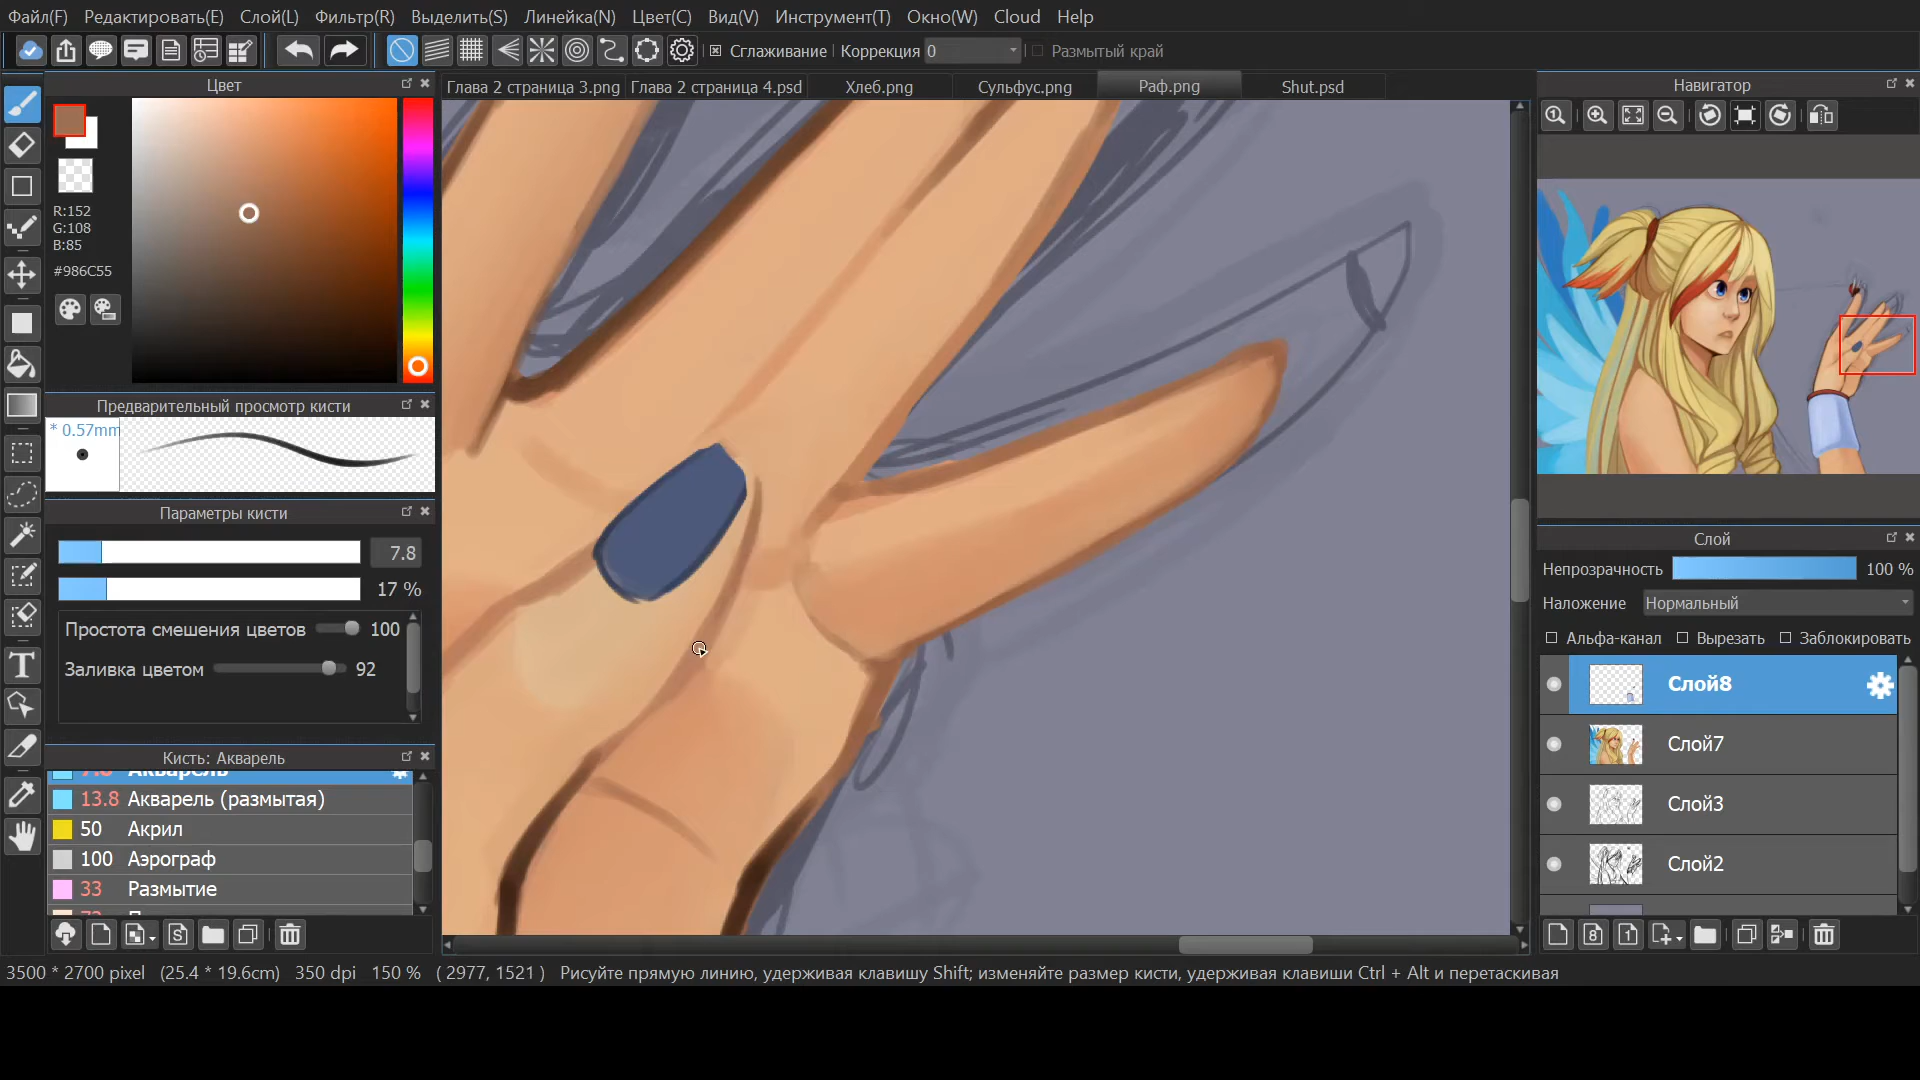 Файл(F) Редактировать(E) Слой(L) Фильтр(R) Выделить(S) Линейка(N) Цвет(C) Вид(V) Инструмент(T) Окно(W) Cloud Help
Сглаживание Коррекция 0 Размытый край
Цвет
Глава 2 страница 3.png Глава 2 страница 4.psd Хлеб.png Сульфус.png Раф.png Shut.psd
Навигатор
R:152
G:108
B:85
#986C55
Предварительный просмотр кисти
* 0.57mm
Параметры кисти
7.8
17 %
Простота смешения цветов 100
Заливка цветом 92
Кисть: Акварель
7.8 Акварель
13.8 Акварель (размытая)
50 Акрил
100 Аэрограф
33 Размытие
Слой
Непрозрачность 100 %
Наложение Нормальный
Альфа-канал Вырезать Заблокировать
Слой8
Слой7
Слой3
Слой2
3500 * 2700 pixel (25.4 * 19.6cm) 350 dpi 150 % ( 2977, 1521 ) Рисуйте прямую линию, удерживая клавишу Shift; изменяйте размер кисти, удерживая клавиши Ctrl + Alt и перетаскивая